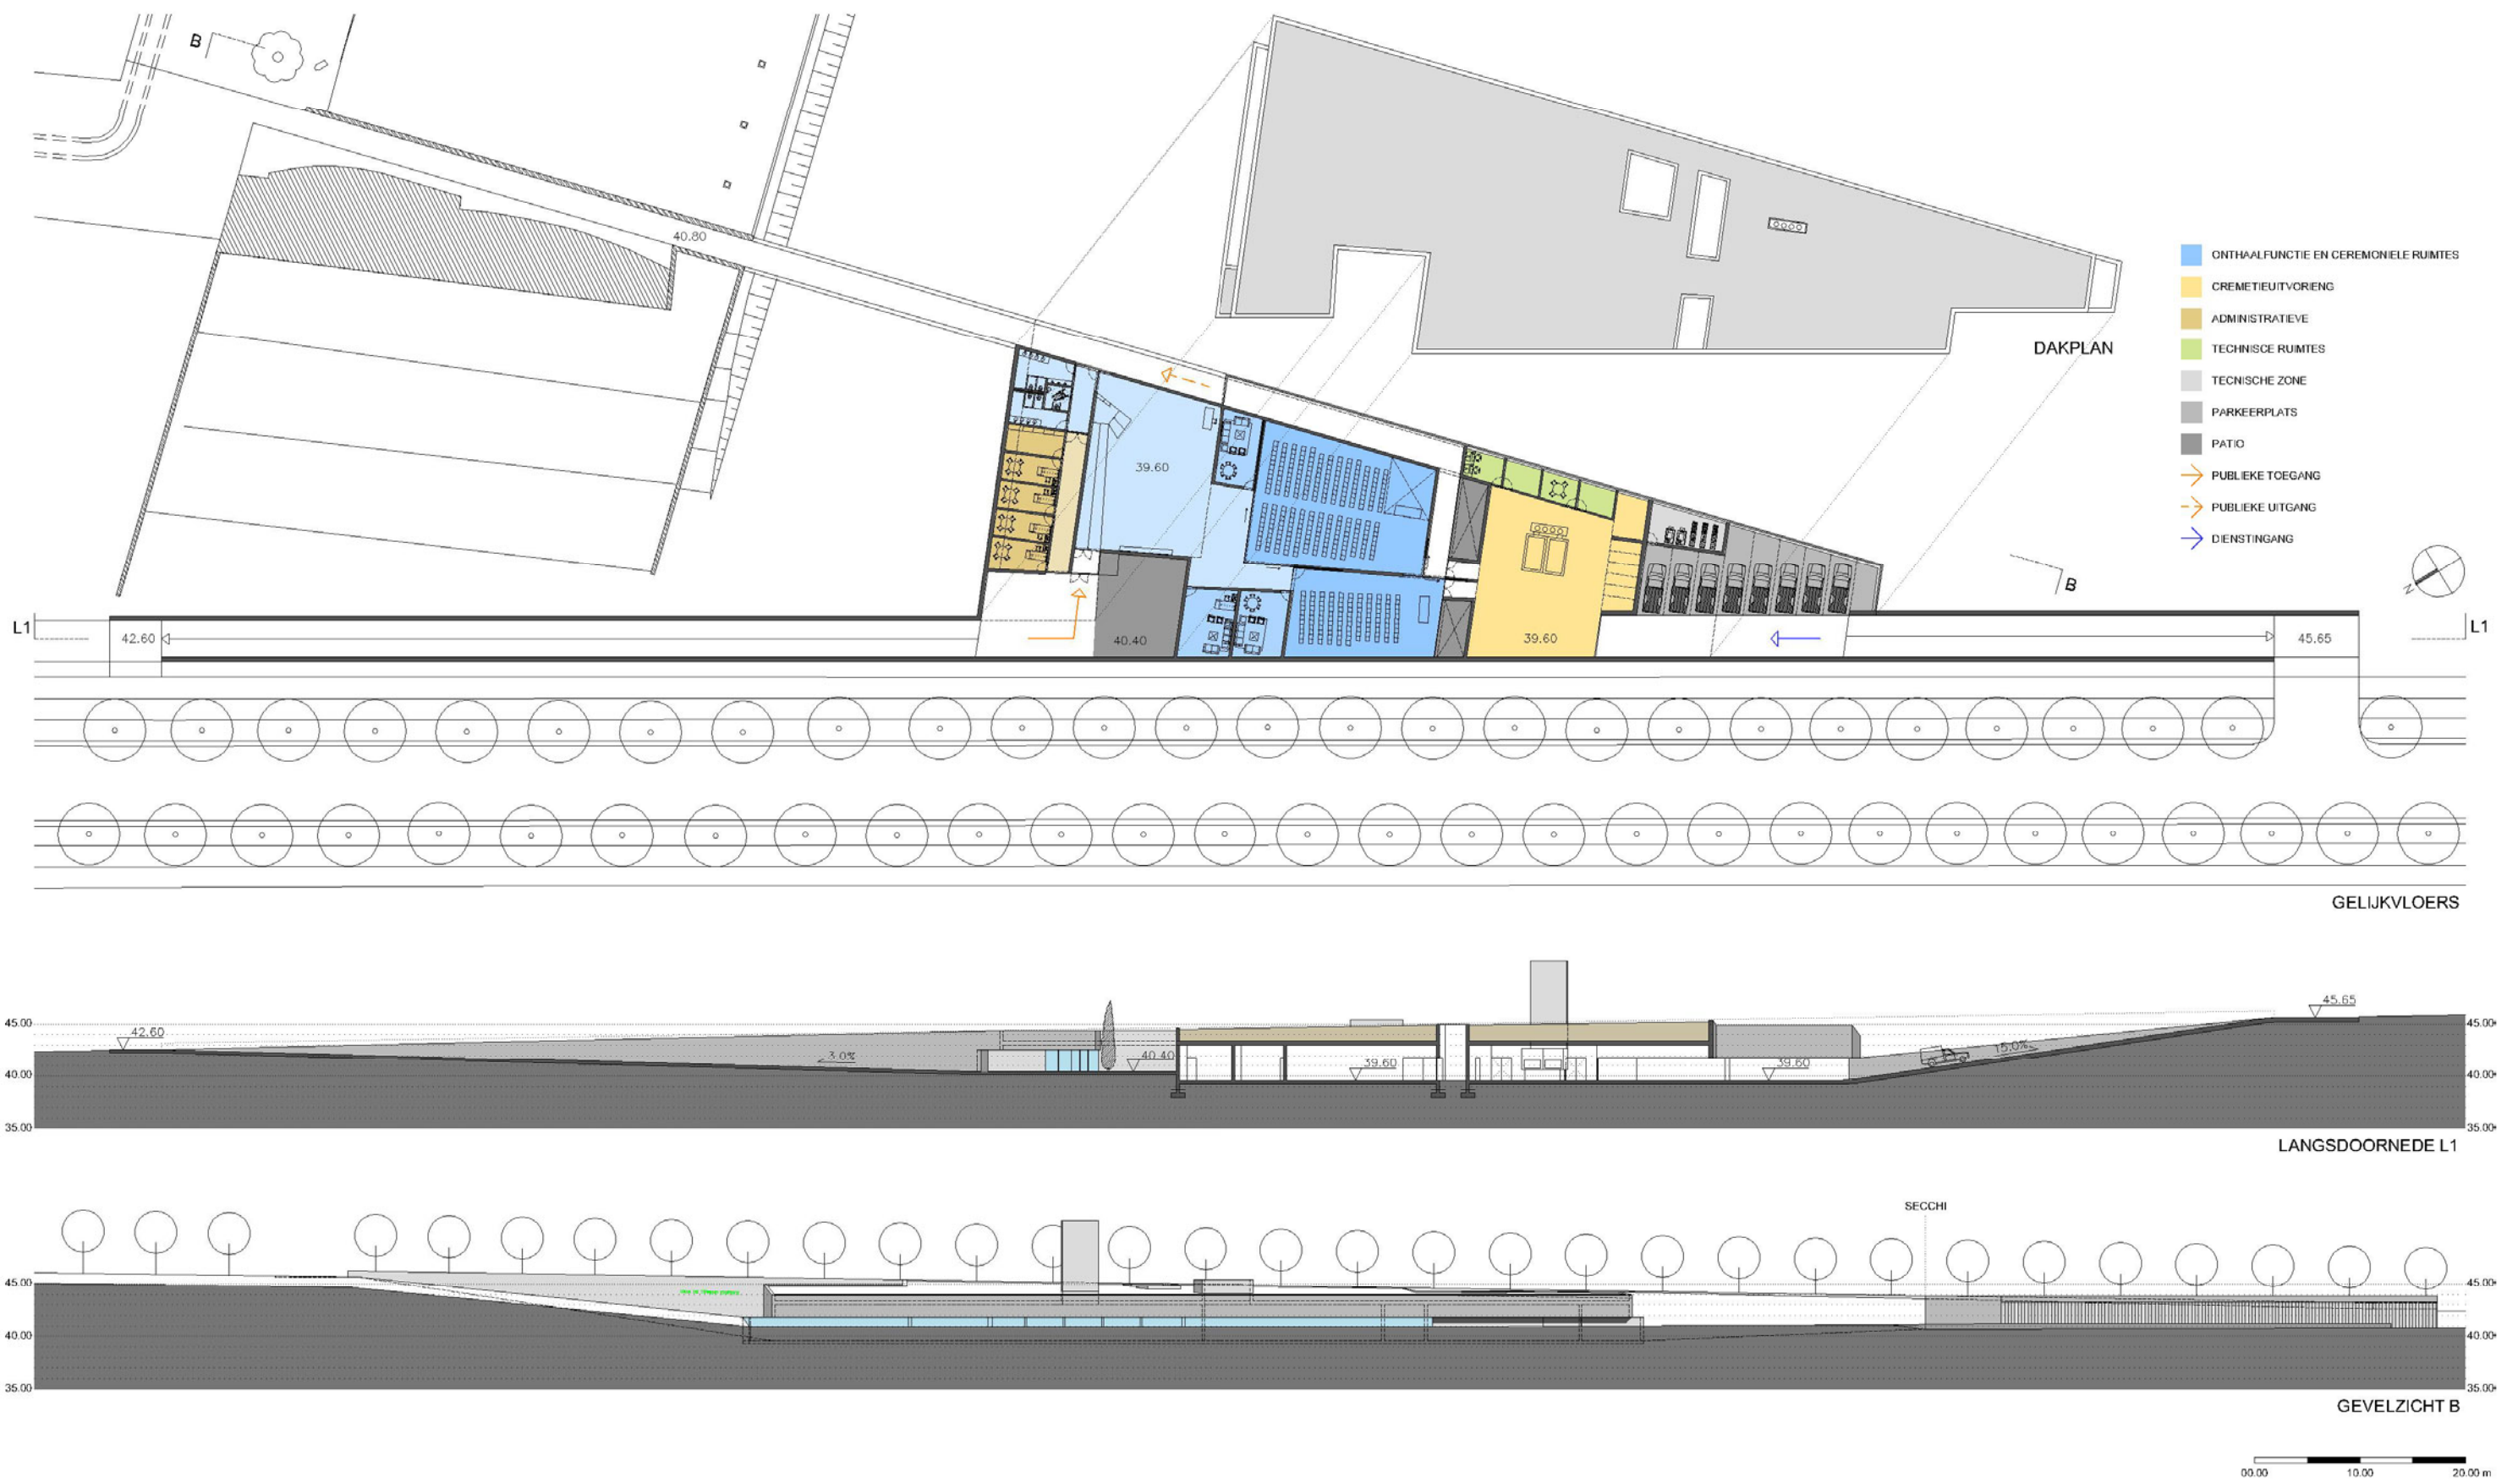 B
40.80
ONTHAALFUNCTIE EN CEREMONIELE RUIMTES
CREMETIEUITVORIENG
ADMINISTRATIEVE
TECHNISCE RUIMTES
TECNISCHE ZONE
PARKEERPLATS
PATIO
PUBLIEKE TOEGANG
PUBLIEKE UITGANG
DIENSTINGANG
DAKPLAN
39.60
B
N
L1
42.60
40.40
39.60
45.65
L1
GELIJKVLOERS
45.00
42.60
45.65
45.00
3.0%
40.40
39.60
39.60
15.0%
40.00
40.00
35.00
35.00
LANGSDOORNEDE L1
SECCHI
45.00
45.00
40.00
40.00
35.00
35.00
GEVELZICHT B
00.00 10.00 20.00 m